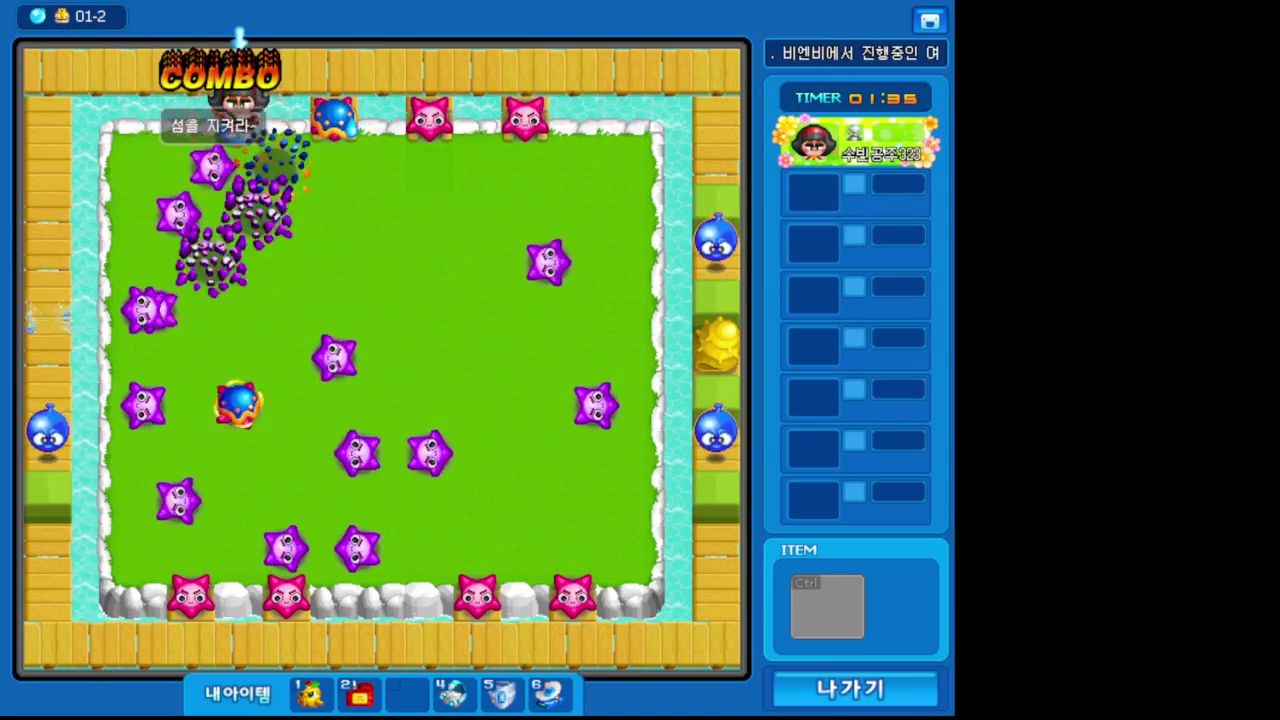 01-2
. 비엔비에서 진행중인 여
COMBO
섬을 지켜라~
TIMER 01:35
수빈공주323
ITEM
Ctrl
내 아이템
1 2 4 5 6
나가기